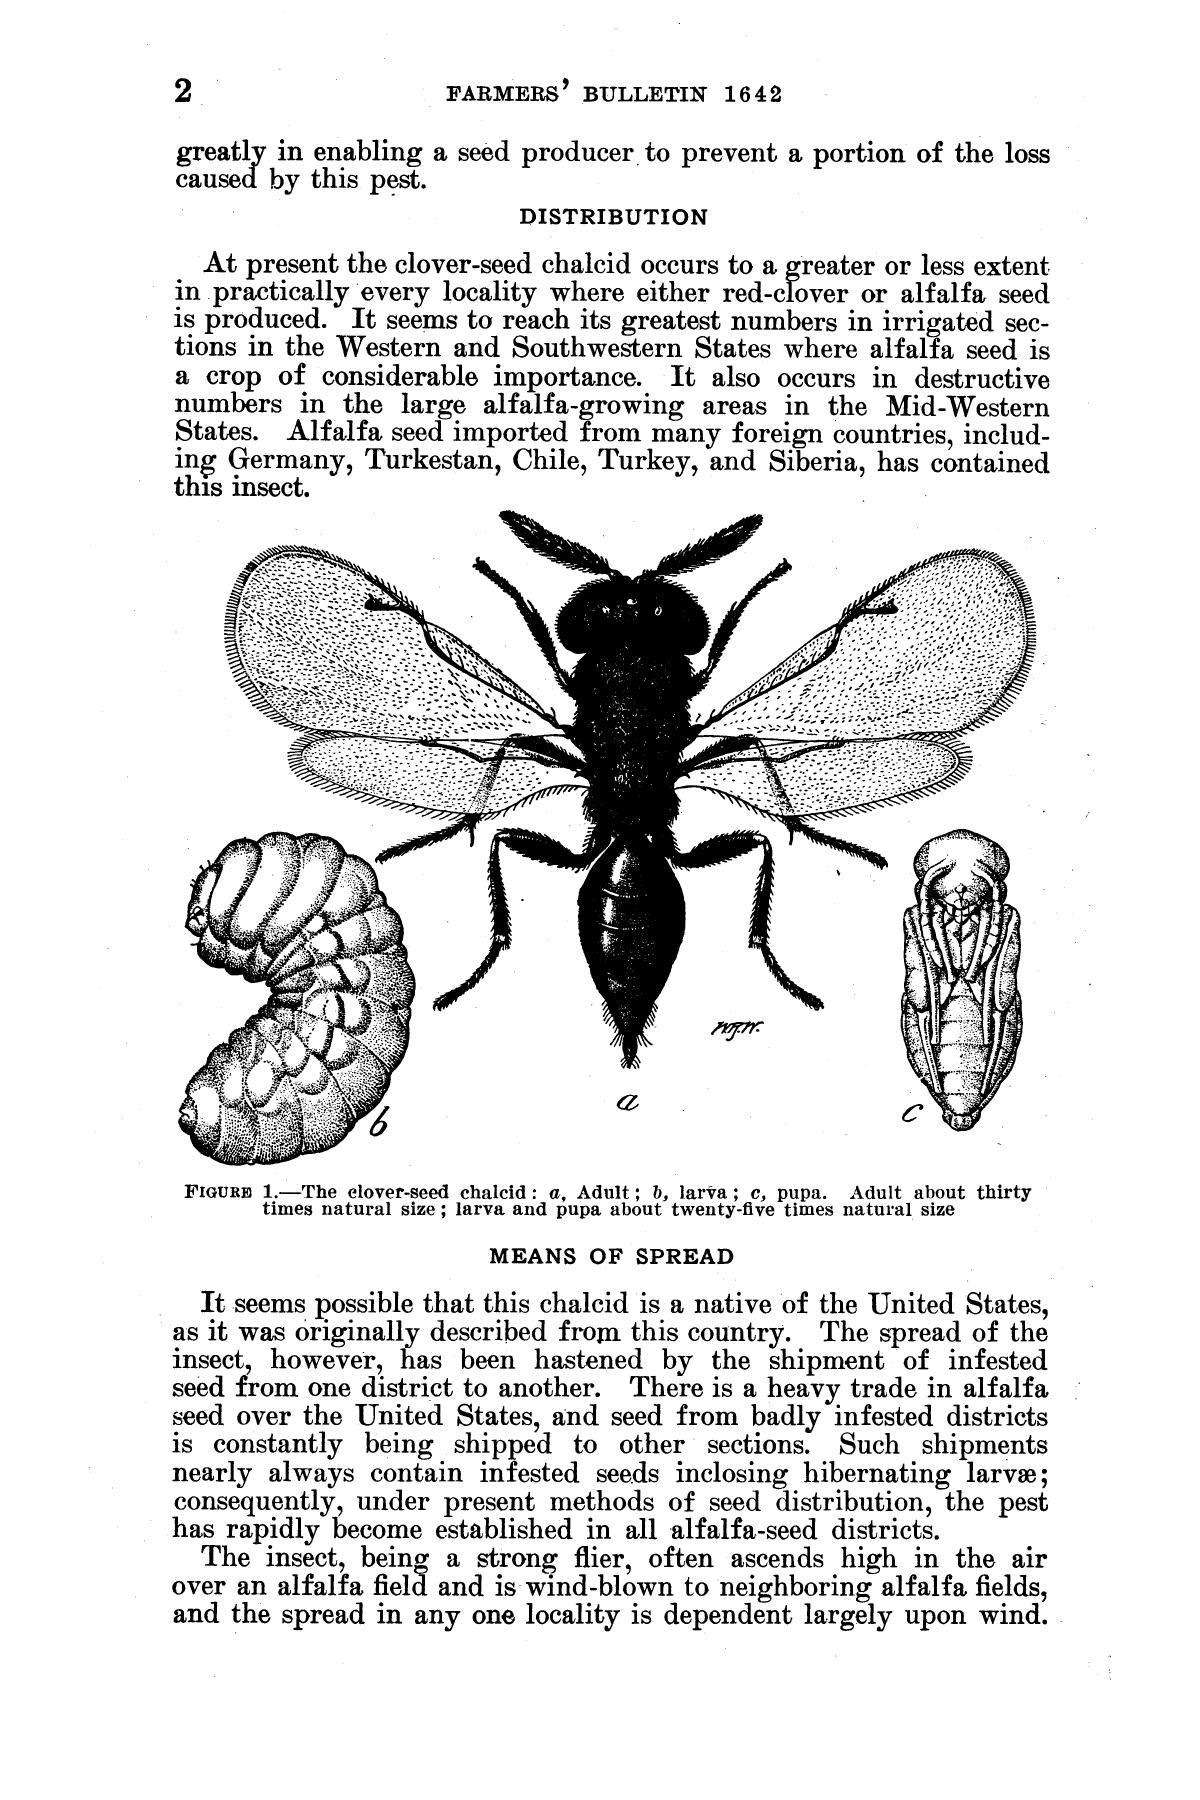 2 FARMERS' BULLETIN 1642
greatly in enabling a seed producer to prevent a portion of the loss
caused by this pest.
DISTRIBUTION
At present the clover-seed chalcid occurs to a greater or less extent
in practically every locality where either red-clover or alfalfa seed
is produced. It seems to reach its greatest numbers in irrigated sec-
tions in the Western and Southwestern States where alfalfa seed is
a crop of considerable importance. It also occurs in destructive
numbers in the large alfalfa-growing areas in the Mid-Western
States. Alfalfa seed imported from many foreign countries, includ-
ing Germany, Turkestan, Chile, Turkey, and Siberia, has contained
this insect.
a
b
c
FIGURE 1.—The clover-seed chalcid: a, Adult; b, larva; c, pupa. Adult about thirty
times natural size; larva and pupa about twenty-five times natural size
MEANS OF SPREAD
It seems possible that this chalcid is a native of the United States,
as it was originally described from this country. The spread of the
insect, however, has been hastened by the shipment of infested
seed from one district to another. There is a heavy trade in alfalfa
seed over the United States, and seed from badly infested districts
is constantly being shipped to other sections. Such shipments
nearly always contain infested seeds inclosing hibernating larvæ;
consequently, under present methods of seed distribution, the pest
has rapidly become established in all alfalfa-seed districts.
The insect, being a strong flier, often ascends high in the air
over an alfalfa field and is wind-blown to neighboring alfalfa fields,
and the spread in any one locality is dependent largely upon wind.